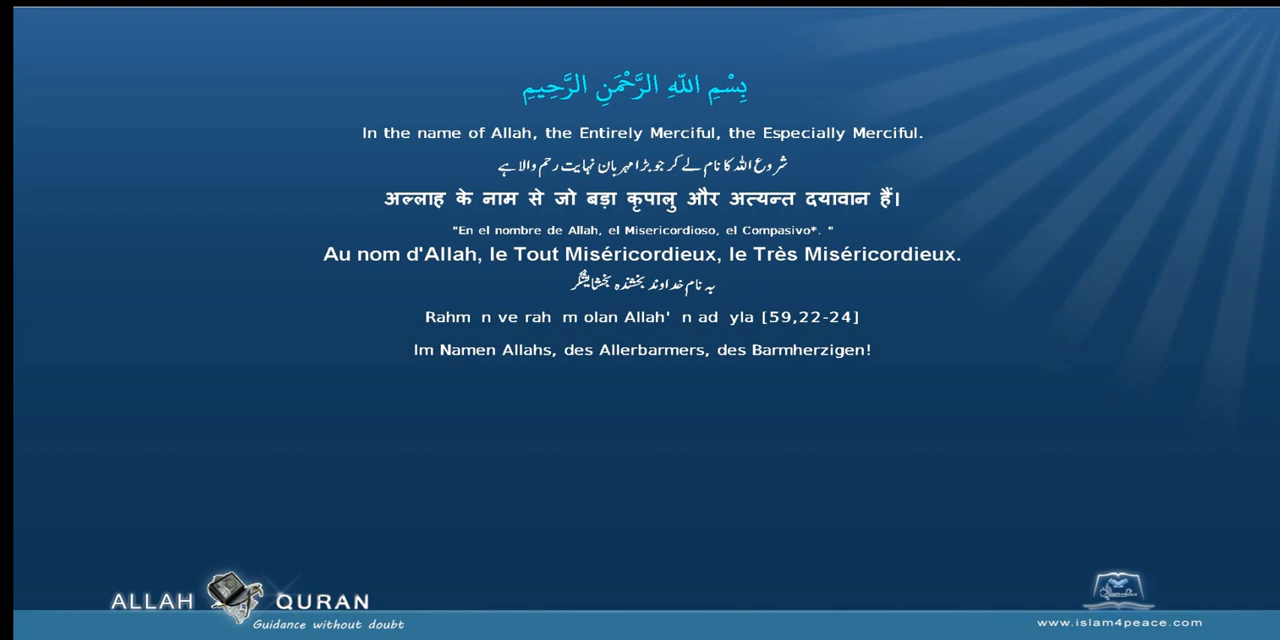 بِسْمِ اللّٰهِ الرَّحْمَنِ الرَّحِيمِ
In the name of Allah, the Entirely Merciful, the Especially Merciful.
شروع اللہ کا نام لے کر جو بڑا مہربان نہایت رحم والا ہے
अल्लाह के नाम से जो बड़ा कृपालु और अत्यन्त दयावान हैं।
"En el nombre de Allah, el Misericordioso, el Compasivo*. "
Au nom d'Allah, le Tout Miséricordieux, le Très Miséricordieux.
به نام خداوند بخشنده بخشایشگر
Rahm n ve rah m olan Allah' n ad yla [59,22-24]
Im Namen Allahs, des Allerbarmers, des Barmherzigen!
ALLAH QURAN
Guidance without doubt
www.islam4peace.com